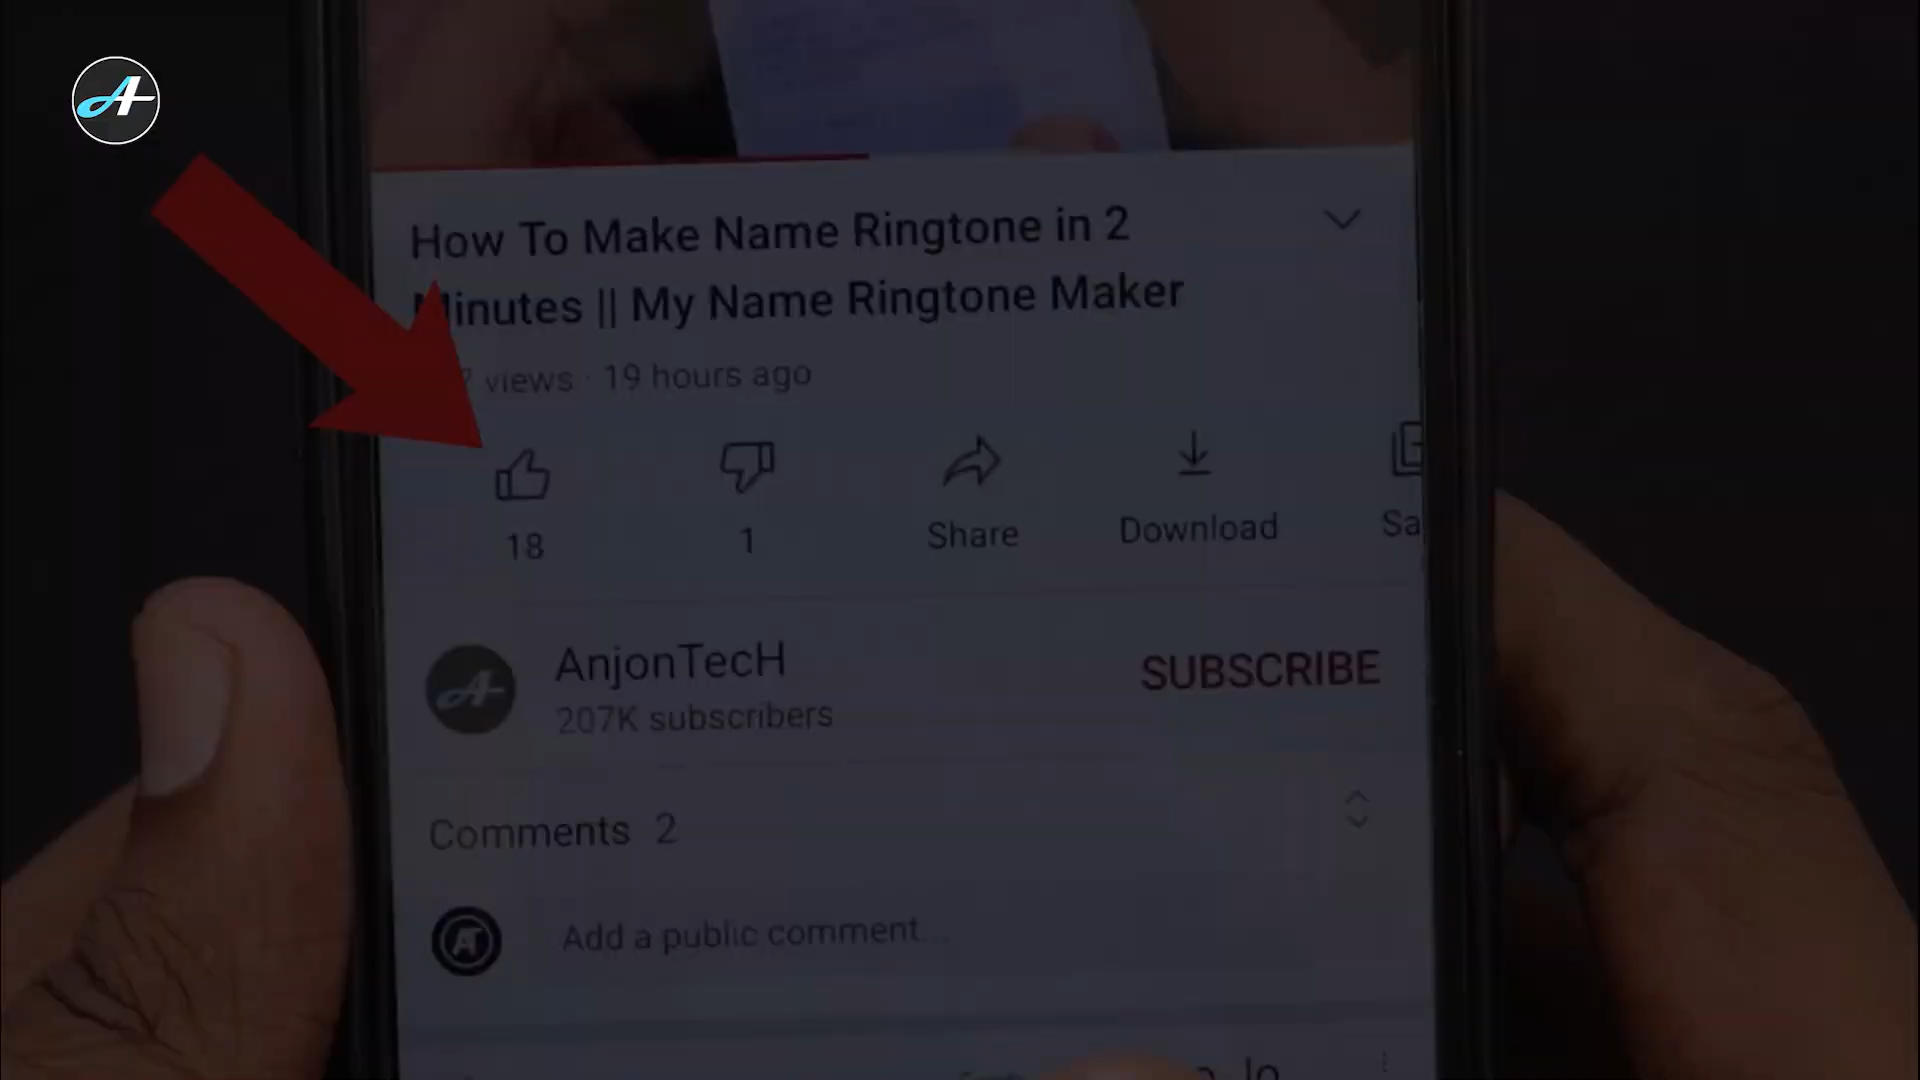 How To Make Name Ringtone in 2
Minutes || My Name Ringtone Maker
views · 19 hours ago
18
1
Share
Download
Sa
AnjonTecH
207K subscribers
SUBSCRIBE
Comments 2
Add a public comment...